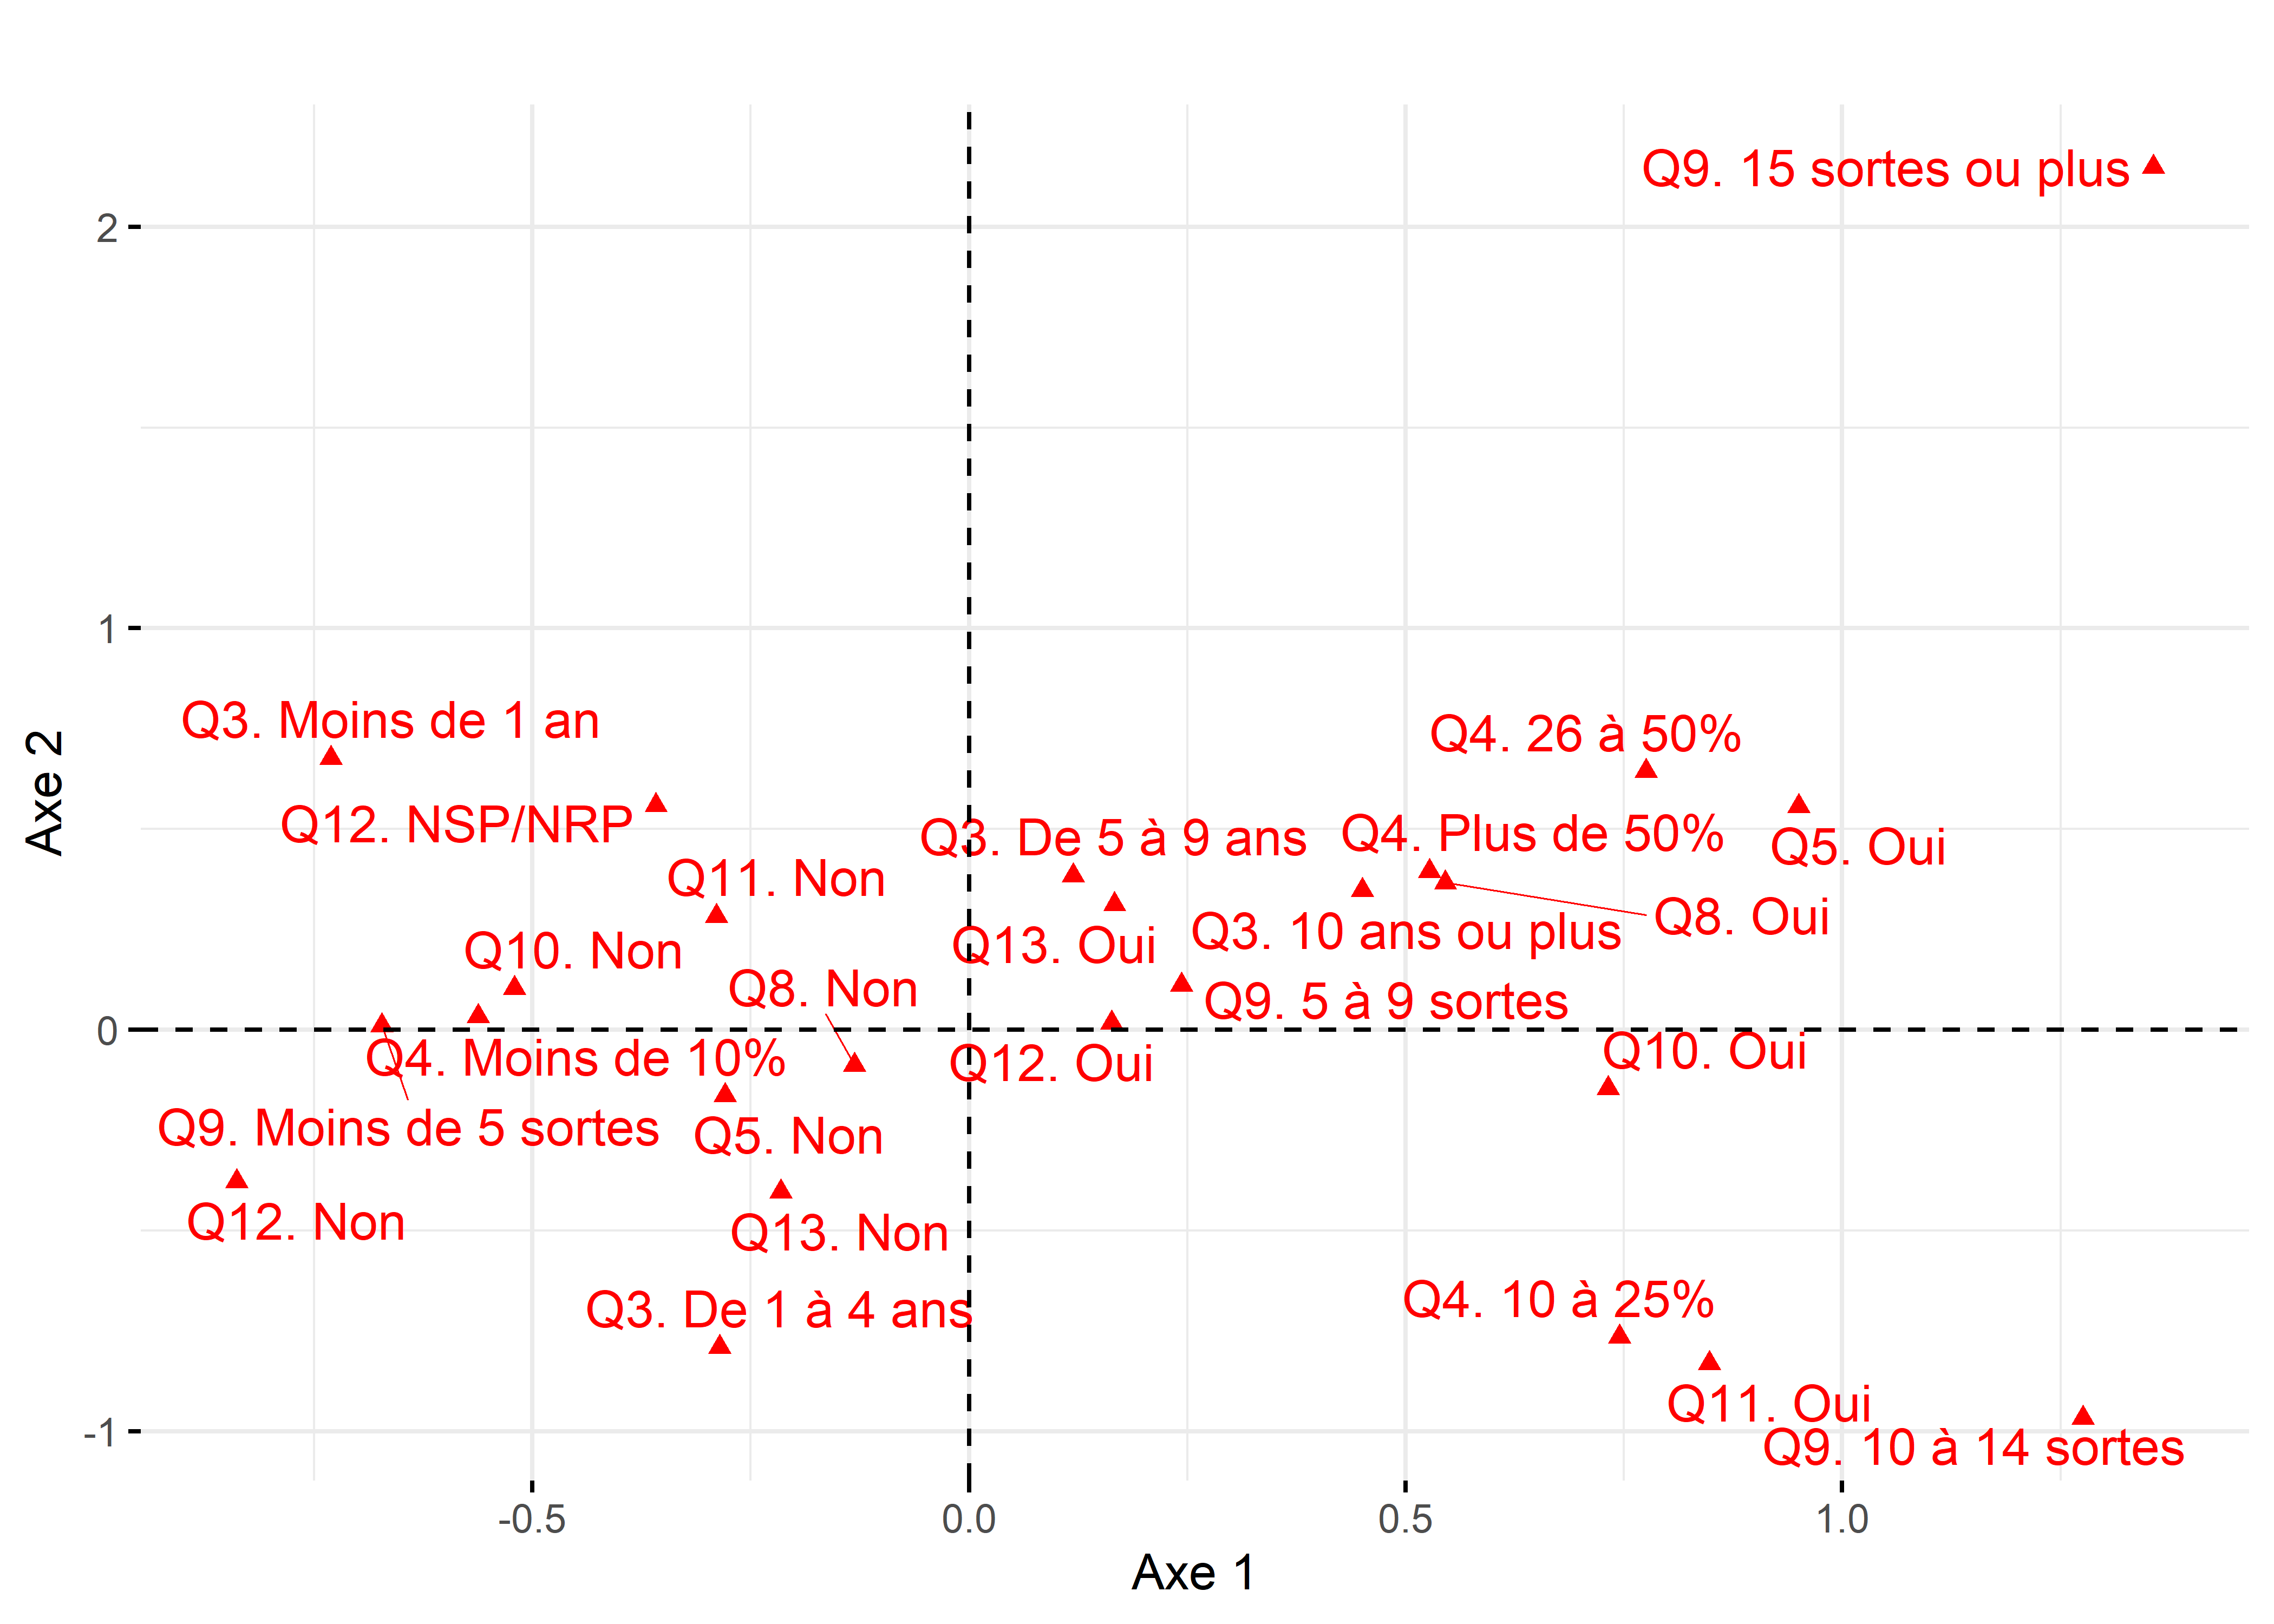 Q9. 15 sortes ou plus
2
1
Q3. Moins de 1 an
Q4. 26 à 50%
Axe 2
Q12. NSP/NRP
Q3. De 5 à 9 ans
Q4. Plus de 50%
Q5. Oui
Q11. Non
Q8. Oui
Q3. 10 ans ou plus
Q13. Oui
Q10. Non
Q8. Non
Q9. 5 à 9 sortes
0
Q10. Oui
Q4. Moins de 10%
Q12. Oui
Q9. Moins de 5 sortes
Q5. Non
Q12. Non
Q13. Non
Q3. De 1 à 4 ans
Q4. 10 à 25%
Q11. Oui
-1
Q9. 10 à 14 sortes
-0.5
0.0
0.5
1.0
Axe 1